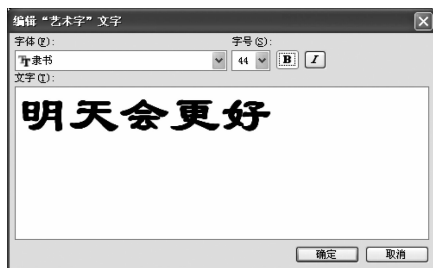 编辑“艺术字”文字
字体(F): 字号(S):
隶书 44 B I
文字(T):
明天会更好
确定 取消